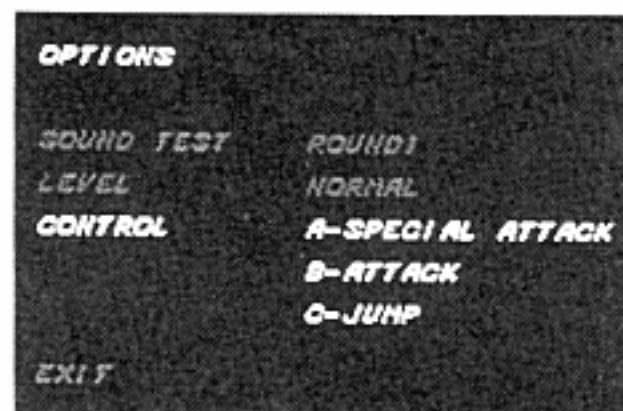 OPTIONS
SOUND TEST ROUND1
LEVEL NORMAL
CONTROL A-SPECIAL ATTACK
B-ATTACK
C-JUMP
EXIT